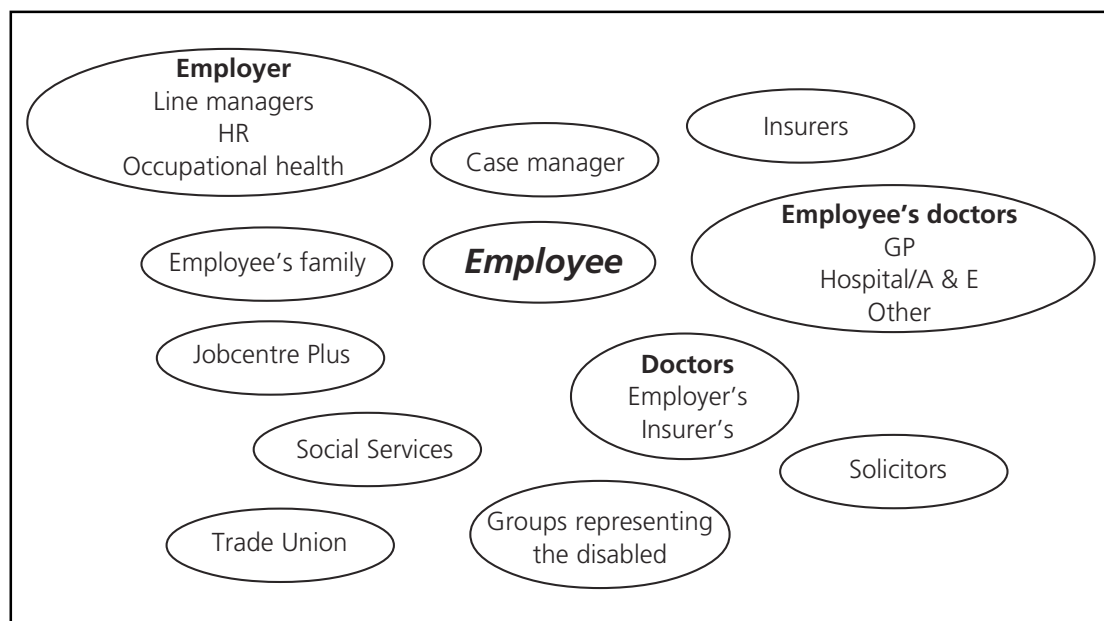 Employer
Line managers
HR
Occupational health
Case manager
Insurers
Employee's family
Employee
Employee’s doctors
GP
Hospital/A & E
Other
Jobcentre Plus
Doctors
Employer’s
Insurer’s
Social Services
Solicitors
Trade Union
Groups representing
the disabled